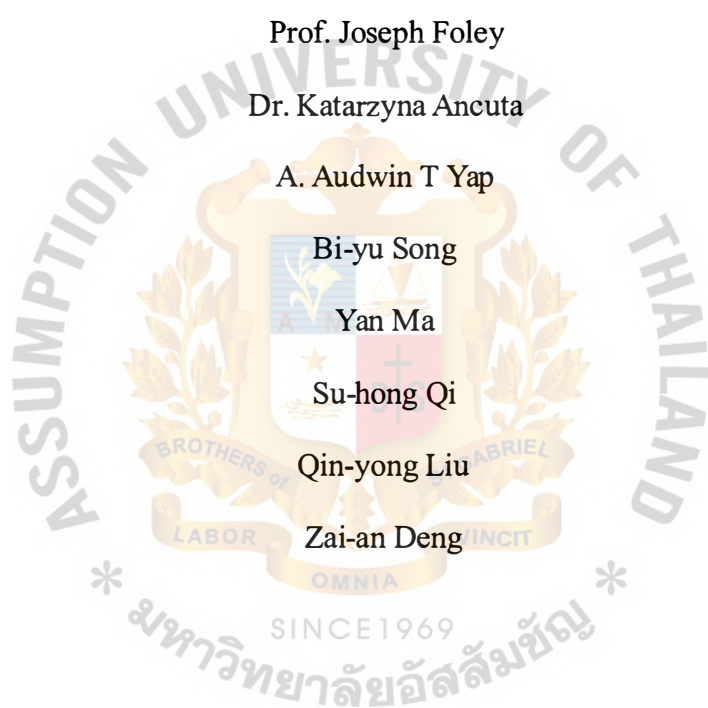 Prof. Joseph Foley
UNIVERSITY OF THAILAND
Dr. Katarzyna Ancuta
ASSUMPTION
A. Audwin T Yap
Bi-yu Song
A M
Yan Ma
Su-hong Qi
D S
BROTHERS OF ST GABRIEL
Qin-yong Liu
LABOR VINCIT
Zai-an Deng
OMNIA
SINCE1969
มหาวิทยาลัยอัสสัมชัญ